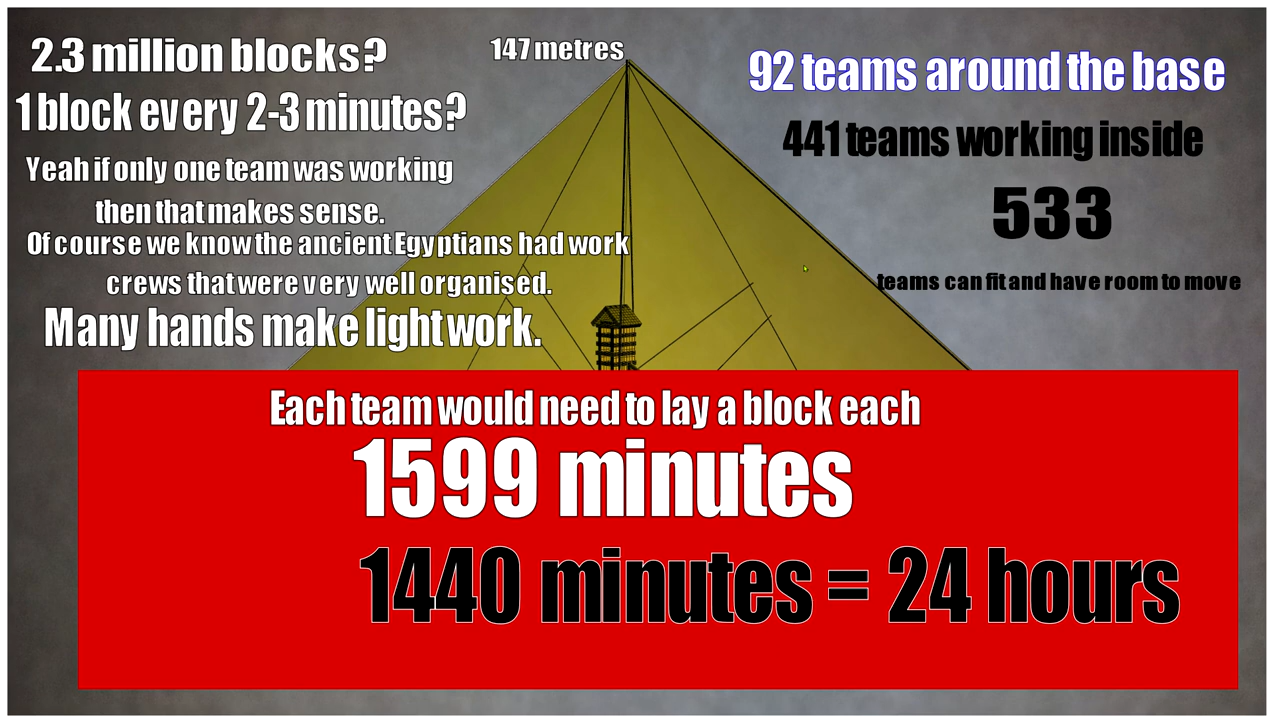 2.3 million blocks?
1 block every 2-3 minutes?
Yeah if only one team was working
then that makes sense.
Of course we know the ancient Egyptians had work
crews that were very well organised.
Many hands make light work.
147 metres
92 teams around the base
441 teams working inside
533
teams can fit and have room to move
Each team would need to lay a block each
1599 minutes
1440 minutes = 24 hours